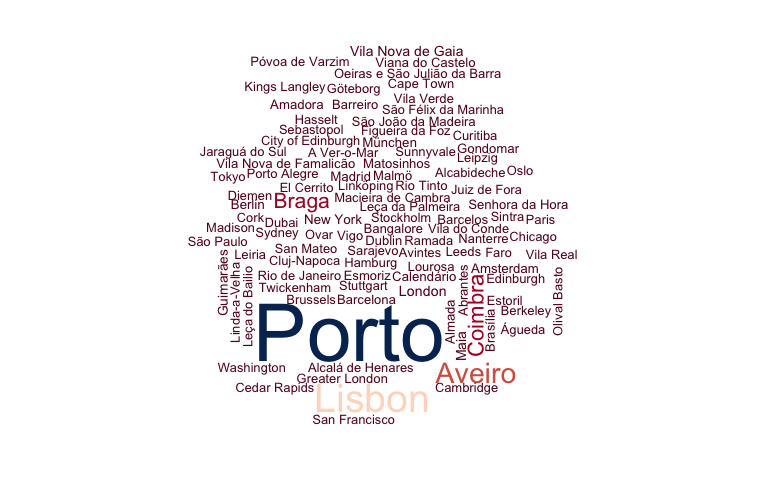 Vila Nova de Gaia
Póvoa de Varzim Viana do Castelo
Oeiras e São Julião da Barra
Kings Langley Göteborg Cape Town
Amadora Barreiro Vila Verde
São Félix da Marinha
Hasselt São João da Madeira
Sebastopol Figueira da Foz Curitiba
City of Edinburgh München
Jaraguá do Sul A Ver-o-Mar Sunnyvale Gondomar
Leipzig
Vila Nova de Famalicão Matosinhos
Tokyo Porto Alegre Madrid Malmö Alcabideche Oslo
El Cerrito Linköping Rio Tinto Juiz de Fora
Diemen Braga Macieira de Cambra
Berlin Leça da Palmeira Senhora da Hora
Cork Dubai New York Stockholm Barcelos Sintra Paris
Madison Sydney Ovar Vigo Bangalore Vila do Conde
São Paulo Dublin Ramada Nanterre Chicago
Leiria San Mateo Sarajevo Avintes Leeds Faro Vila Real
Cluj-Napoca Hamburg Lourosa Amsterdam
Rio de Janeiro Esmoriz Calendário Edinburgh
Twickenham Stuttgart London
Brussels Barcelona Estoril
Berkeley
Guimarães
Linda-a-Velha
Leça do Balio
Porto
Almada
Maia
Abrantes
Coimbra
Brasília
Águeda
Olival Basto
Washington Alcalá de Henares Aveiro
Greater London
Cedar Rapids Lisbon Cambridge
San Francisco